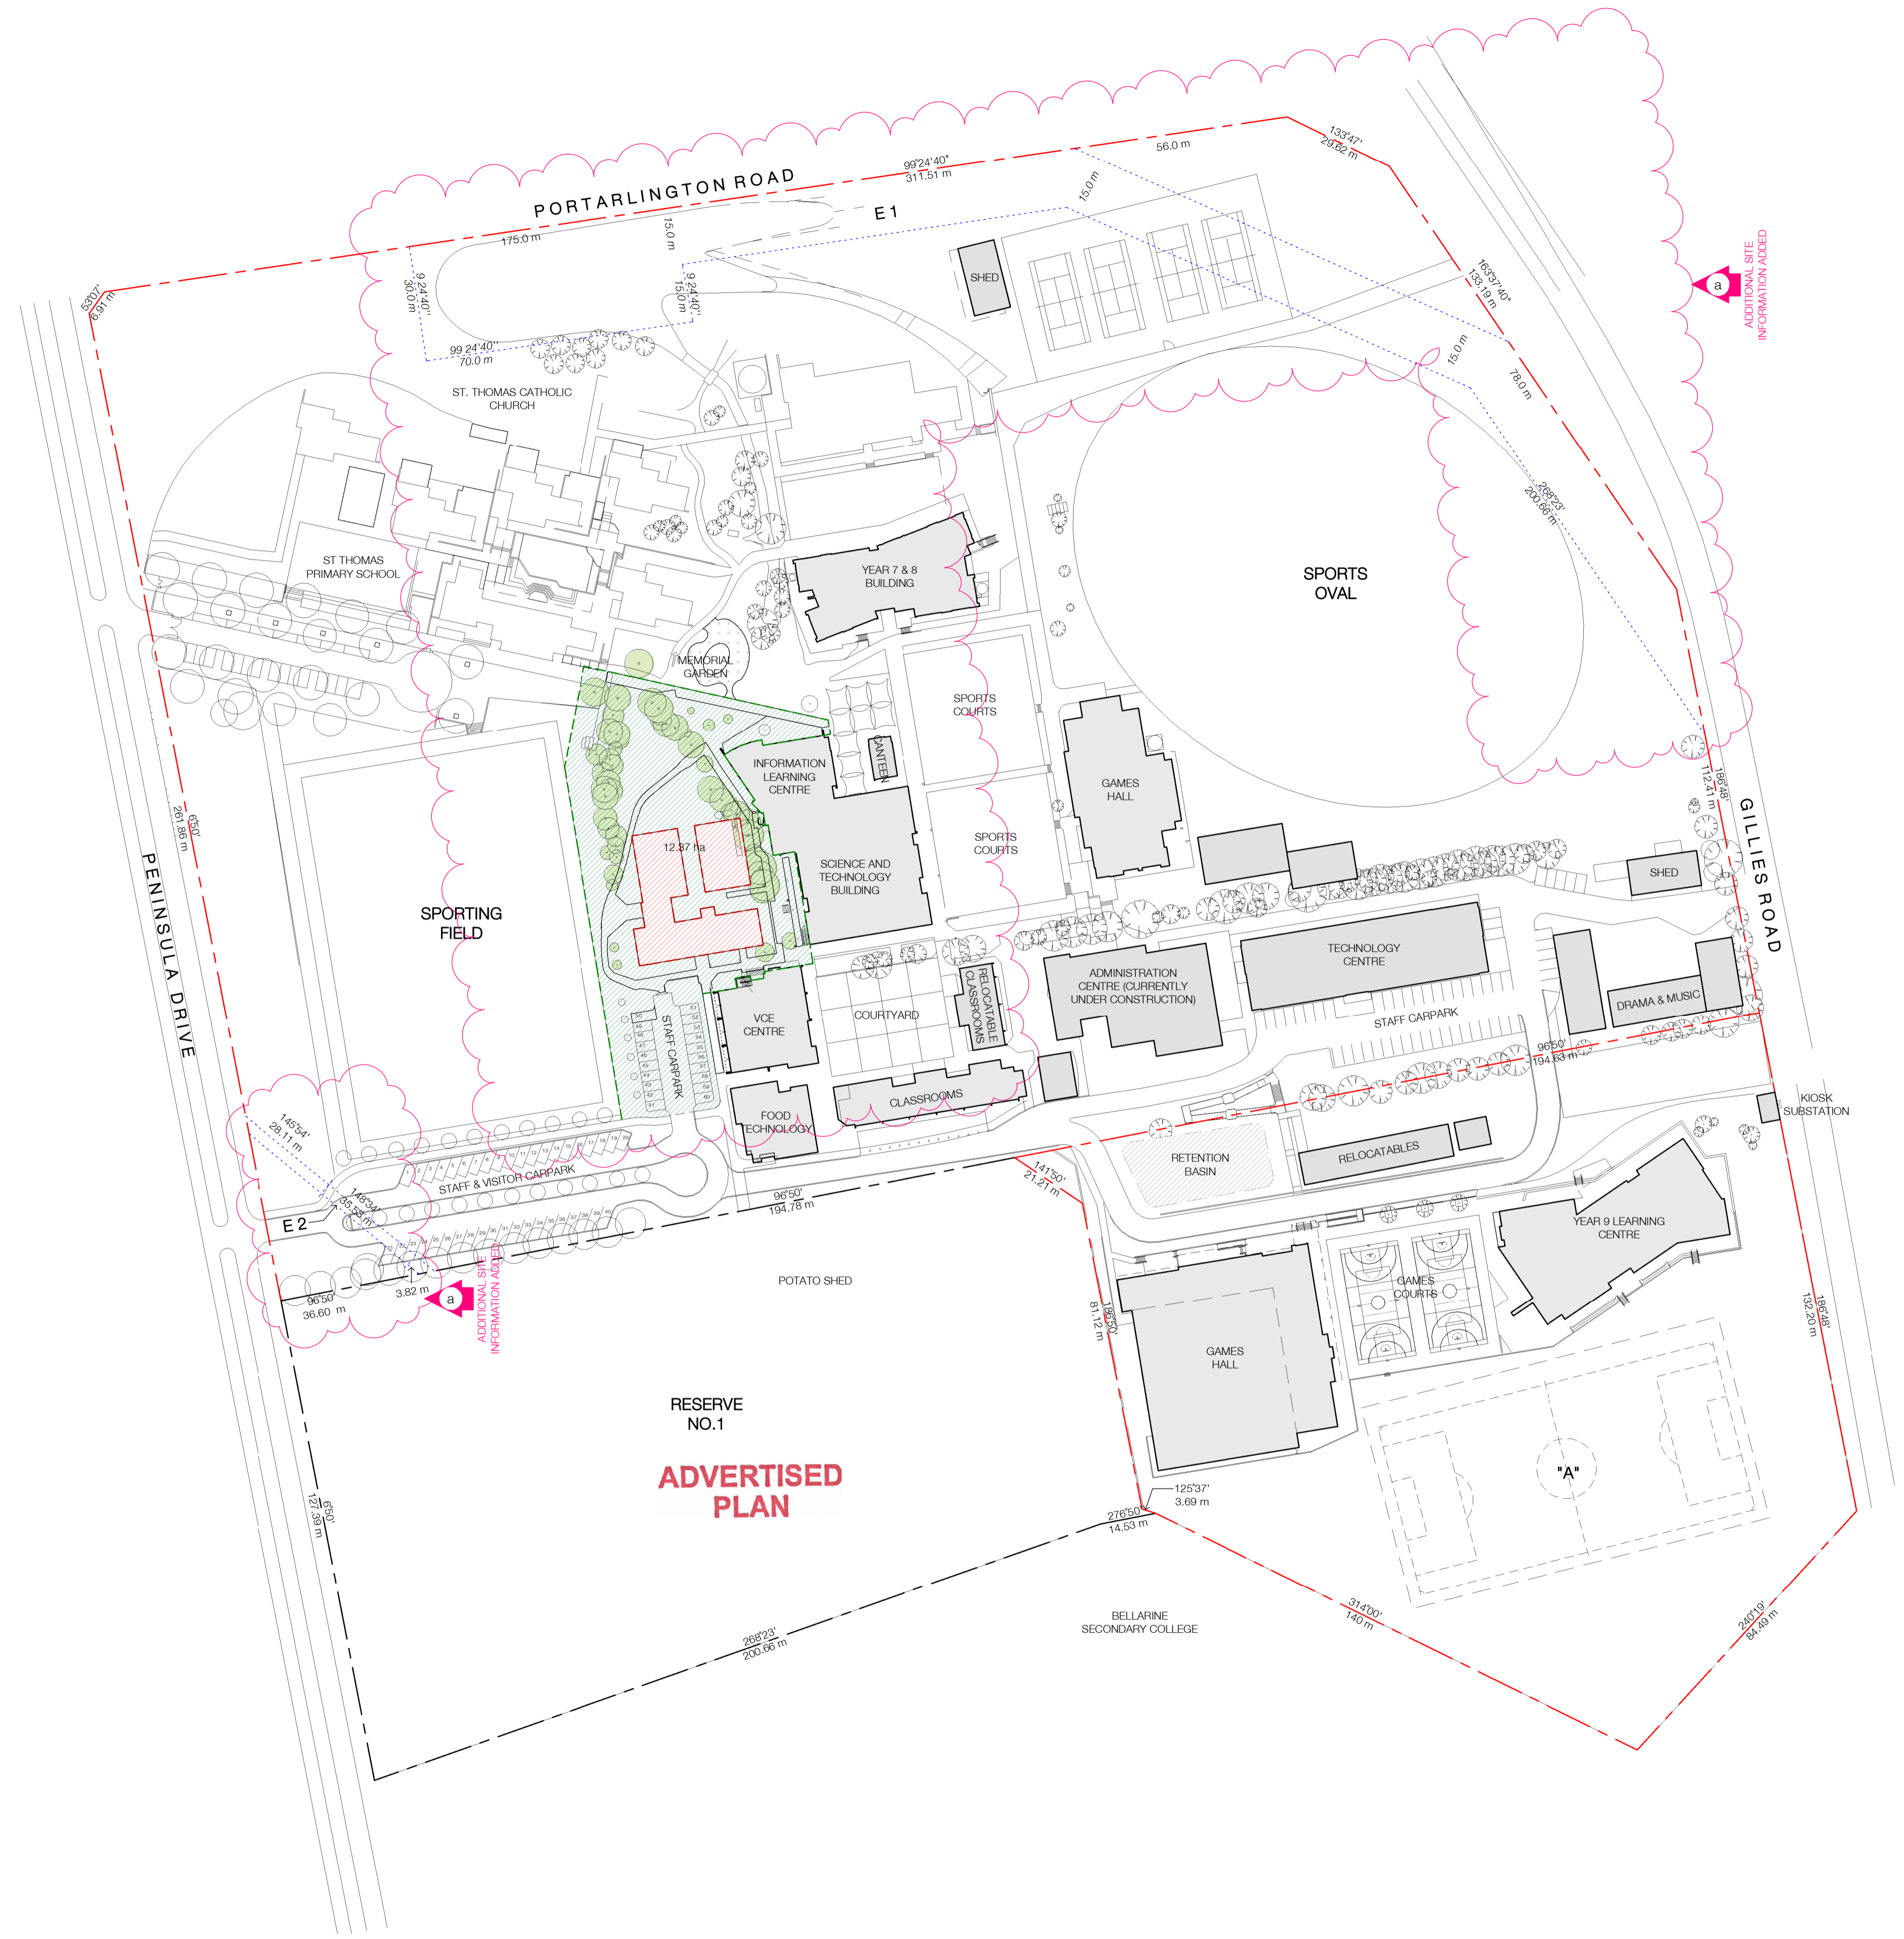 PORTARLINGTON ROAD
99°24'40"
311.51 m
56.0 m
133°47'
29.62 m
E 1
175.0 m
15.0 m
15.0 m
53°07'
6.91 m
9 24'40''
30.0 m
9 24'40''
15.0 m
99 24'40''
70.0 m
SHED
163°37'40"
133.19 m
a
ADDITIONAL SITE
INFORMATION ADDED
15.0 m
78.0 m
ST. THOMAS CATHOLIC
CHURCH
268°23'
200.66 m
ST THOMAS
PRIMARY SCHOOL
YEAR 7 & 8
BUILDING
SPORTS
OVAL
MEMORIAL
GARDEN
SPORTS
COURTS
CANTEEN
INFORMATION
LEARNING
CENTRE
GAMES
HALL
186°48'
112.41 m
GILLIES ROAD
6°50'
261.86 m
PENINSULA DRIVE
12.37 ha
SPORTS
COURTS
SCIENCE AND
TECHNOLOGY
BUILDING
SHED
SPORTING
FIELD
TECHNOLOGY
CENTRE
ADMINISTRATION
CENTRE (CURRENTLY
UNDER CONSTRUCTION)
RELOCATABLE
CLASSROOMS
DRAMA & MUSIC
STAFF CARPARK
VCE
CENTRE
COURTYARD
STAFF CARPARK
96°50'
194.63 m
CLASSROOMS
FOOD
TECHNOLOGY
KIOSK
SUBSTATION
145°54'
28.11 m
RETENTION
BASIN
RELOCATABLES
STAFF & VISITOR CARPARK
148°34'
35.53 m
E 2
141°50'
21.21 m
96°50'
194.78 m
YEAR 9 LEARNING
CENTRE
POTATO SHED
GAMES
COURTS
96°50'
36.60 m
3.82 m
a
ADDITIONAL SITE
INFORMATION ADDED
186°50'
81.12 m
186°48'
132.20 m
GAMES
HALL
RESERVE
NO.1
ADVERTISED
PLAN
"A"
125°37'
3.69 m
276°50'
14.53 m
6°50'
127.39 m
314°00'
140 m
240°19'
84.49 m
BELLARINE
SECONDARY COLLEGE
268°23'
200.66 m